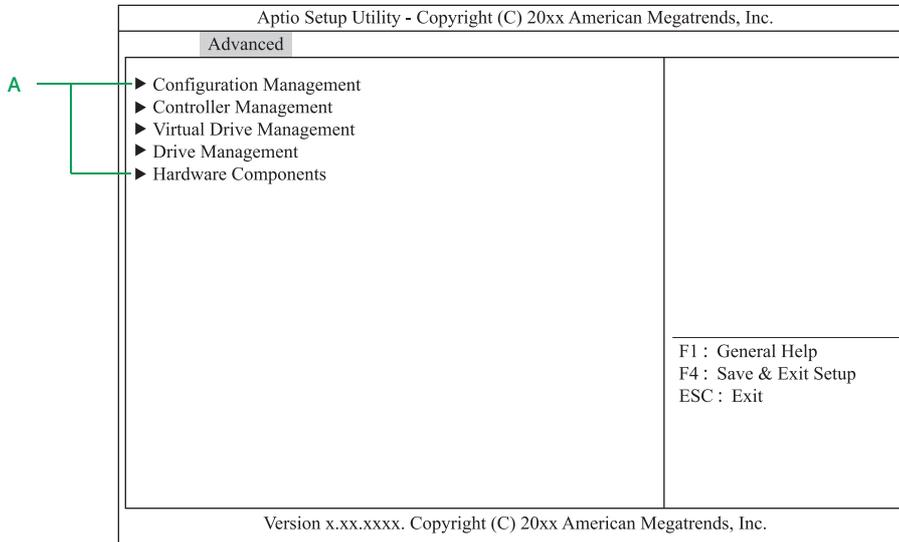 Aptio Setup Utility - Copyright (C) 20xx American Megatrends, Inc.
Advanced
A
▶ Configuration Management
▶ Controller Management
▶ Virtual Drive Management
▶ Drive Management
▶ Hardware Components
F1 : General Help
F4 : Save & Exit Setup
ESC : Exit
Version x.xx.xxxx. Copyright (C) 20xx American Megatrends, Inc.